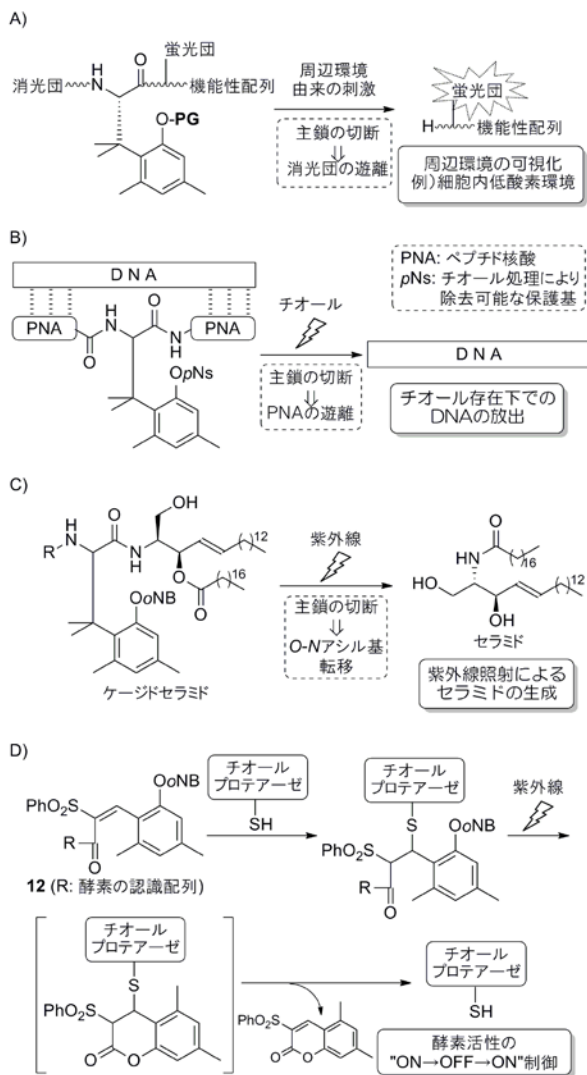 A)
蛍光団
消光団
H
N
O
機能性配列
O-PG
周辺環境
由来の刺激
主鎖の切断
⇓
消光団の遊離
蛍光団
H
機能性配列
周辺環境の可視化
例)細胞内低酸素環境
B)
DNA
PNA
O
H
N
O
N
H
PNA
OpNs
チオール
主鎖の切断
⇓
PNAの遊離
PNA: ペプチド核酸
pNs: チオール処理により
除去可能な保護基
DNA
チオール存在下での
DNAの放出
C)
OH
H
N
R
O
N
H
12
O
16
OoNB
O
ケージドセラミド
紫外線
主鎖の切断
⇓
O-Nアシル基
転移
O
HN
16
HO
12
OH
セラミド
紫外線照射による
セラミドの生成
D)
OoNB
PhO2S
R
O
12 (R: 酵素の認識配列)
チオール
プロテアーゼ
SH
チオール
プロテアーゼ
S
OoNB
PhO2S
R
O
紫外線
チオール
プロテアーゼ
S
PhO2S
O
O
PhO2S
O
O
チオール
プロテアーゼ
SH
酵素活性の
"ON→OFF→ON"制御